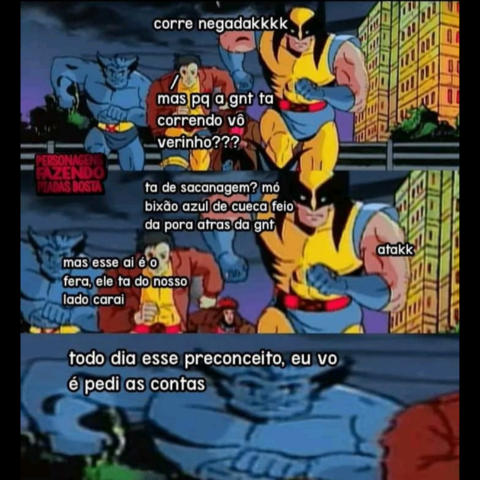 corre negadakkkk
mas pq a gnt ta
correndo vô
verinho???
PERSONAGENS
FAZENDO
PIADAS BOSTA
ta de sacanagem? mó
bixão azul de cueca feio
da pora atras da gnt
atakk
mas esse ai é o
fera, ele ta do nosso
lado carai
todo dia esse preconceito, eu vo
é pedi as contas